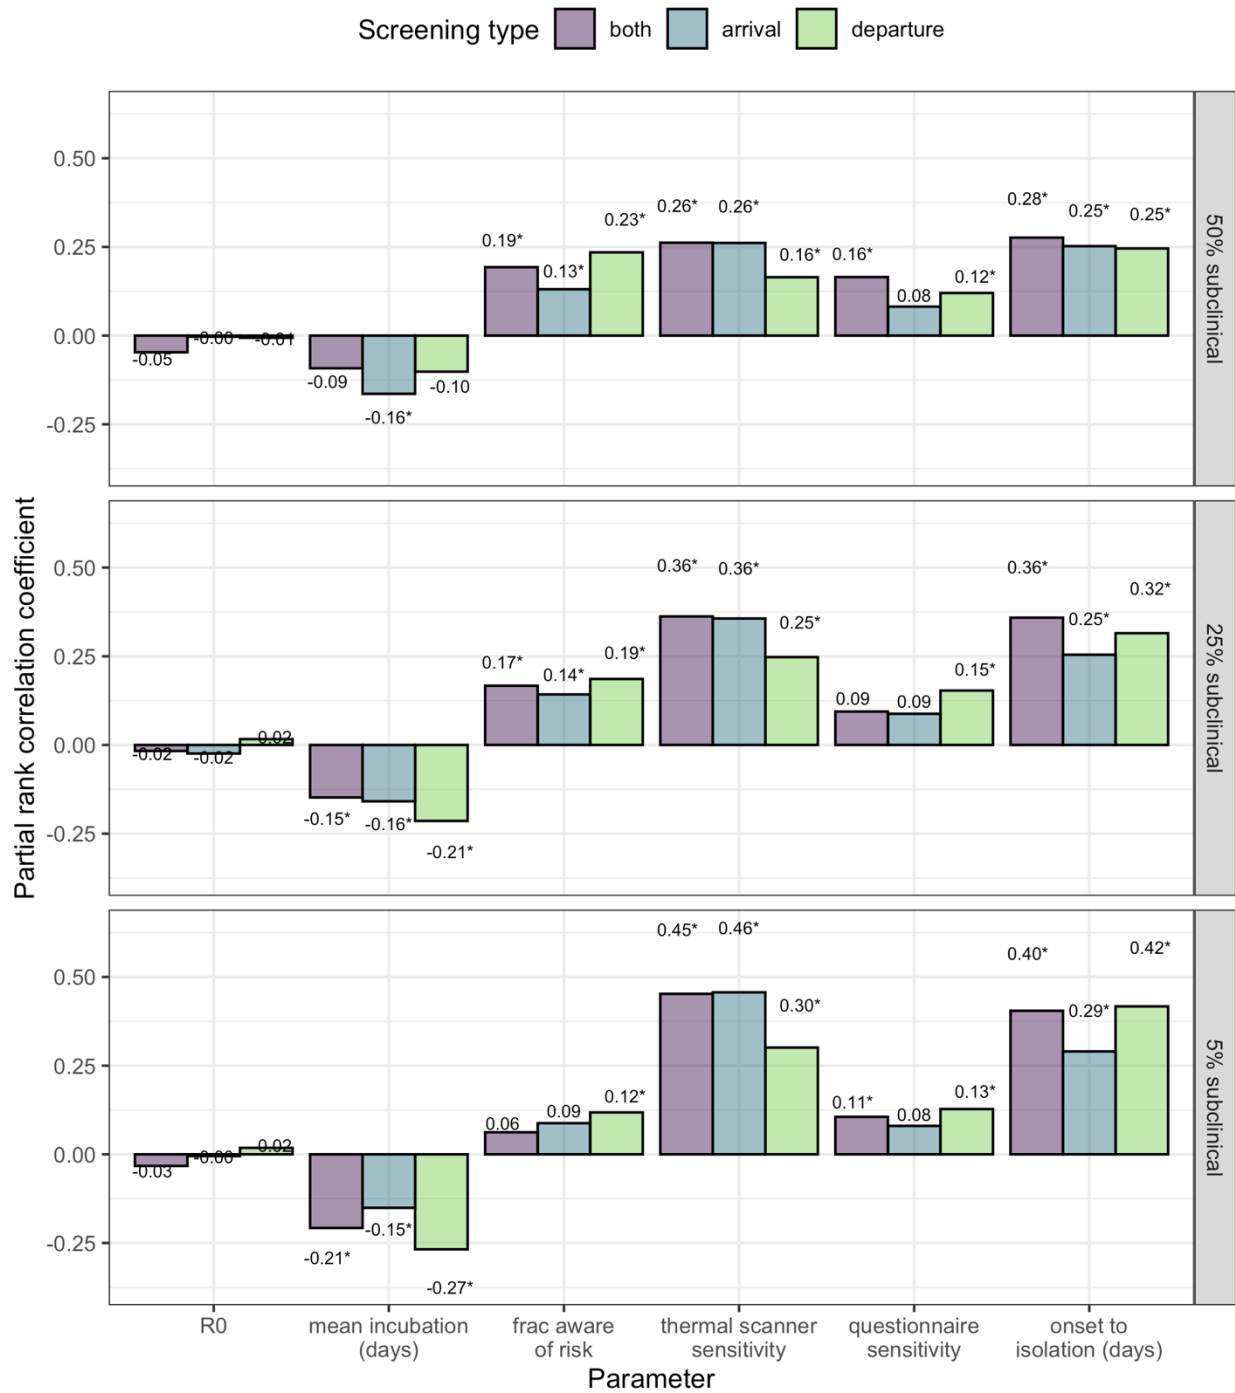 Screening type both arrival departure
0.50
0.25
0.00
-0.25
-0.05 -0.00 -0.01
-0.09 -0.16* -0.10
0.19* 0.13* 0.23*
0.26* 0.26* 0.16*
0.16* 0.08 0.12*
0.28* 0.25* 0.25*
50% subclinical
Partial rank correlation coefficient
0.50
0.25
0.00
-0.25
-0.02 -0.02 0.02
-0.15* -0.16* -0.21*
0.17* 0.14* 0.19*
0.36* 0.36* 0.25*
0.09 0.09 0.15*
0.36* 0.25* 0.32*
25% subclinical
0.50
0.25
0.00
-0.25
-0.03 -0.00 0.02
-0.21* -0.15* -0.27*
0.06 0.09 0.12*
0.45* 0.46* 0.30*
0.11* 0.08 0.13*
0.40* 0.29* 0.42*
5% subclinical
R0
mean incubation
(days)
frac aware
of risk
thermal scanner
sensitivity
questionnaire
sensitivity
onset to
isolation (days)
Parameter